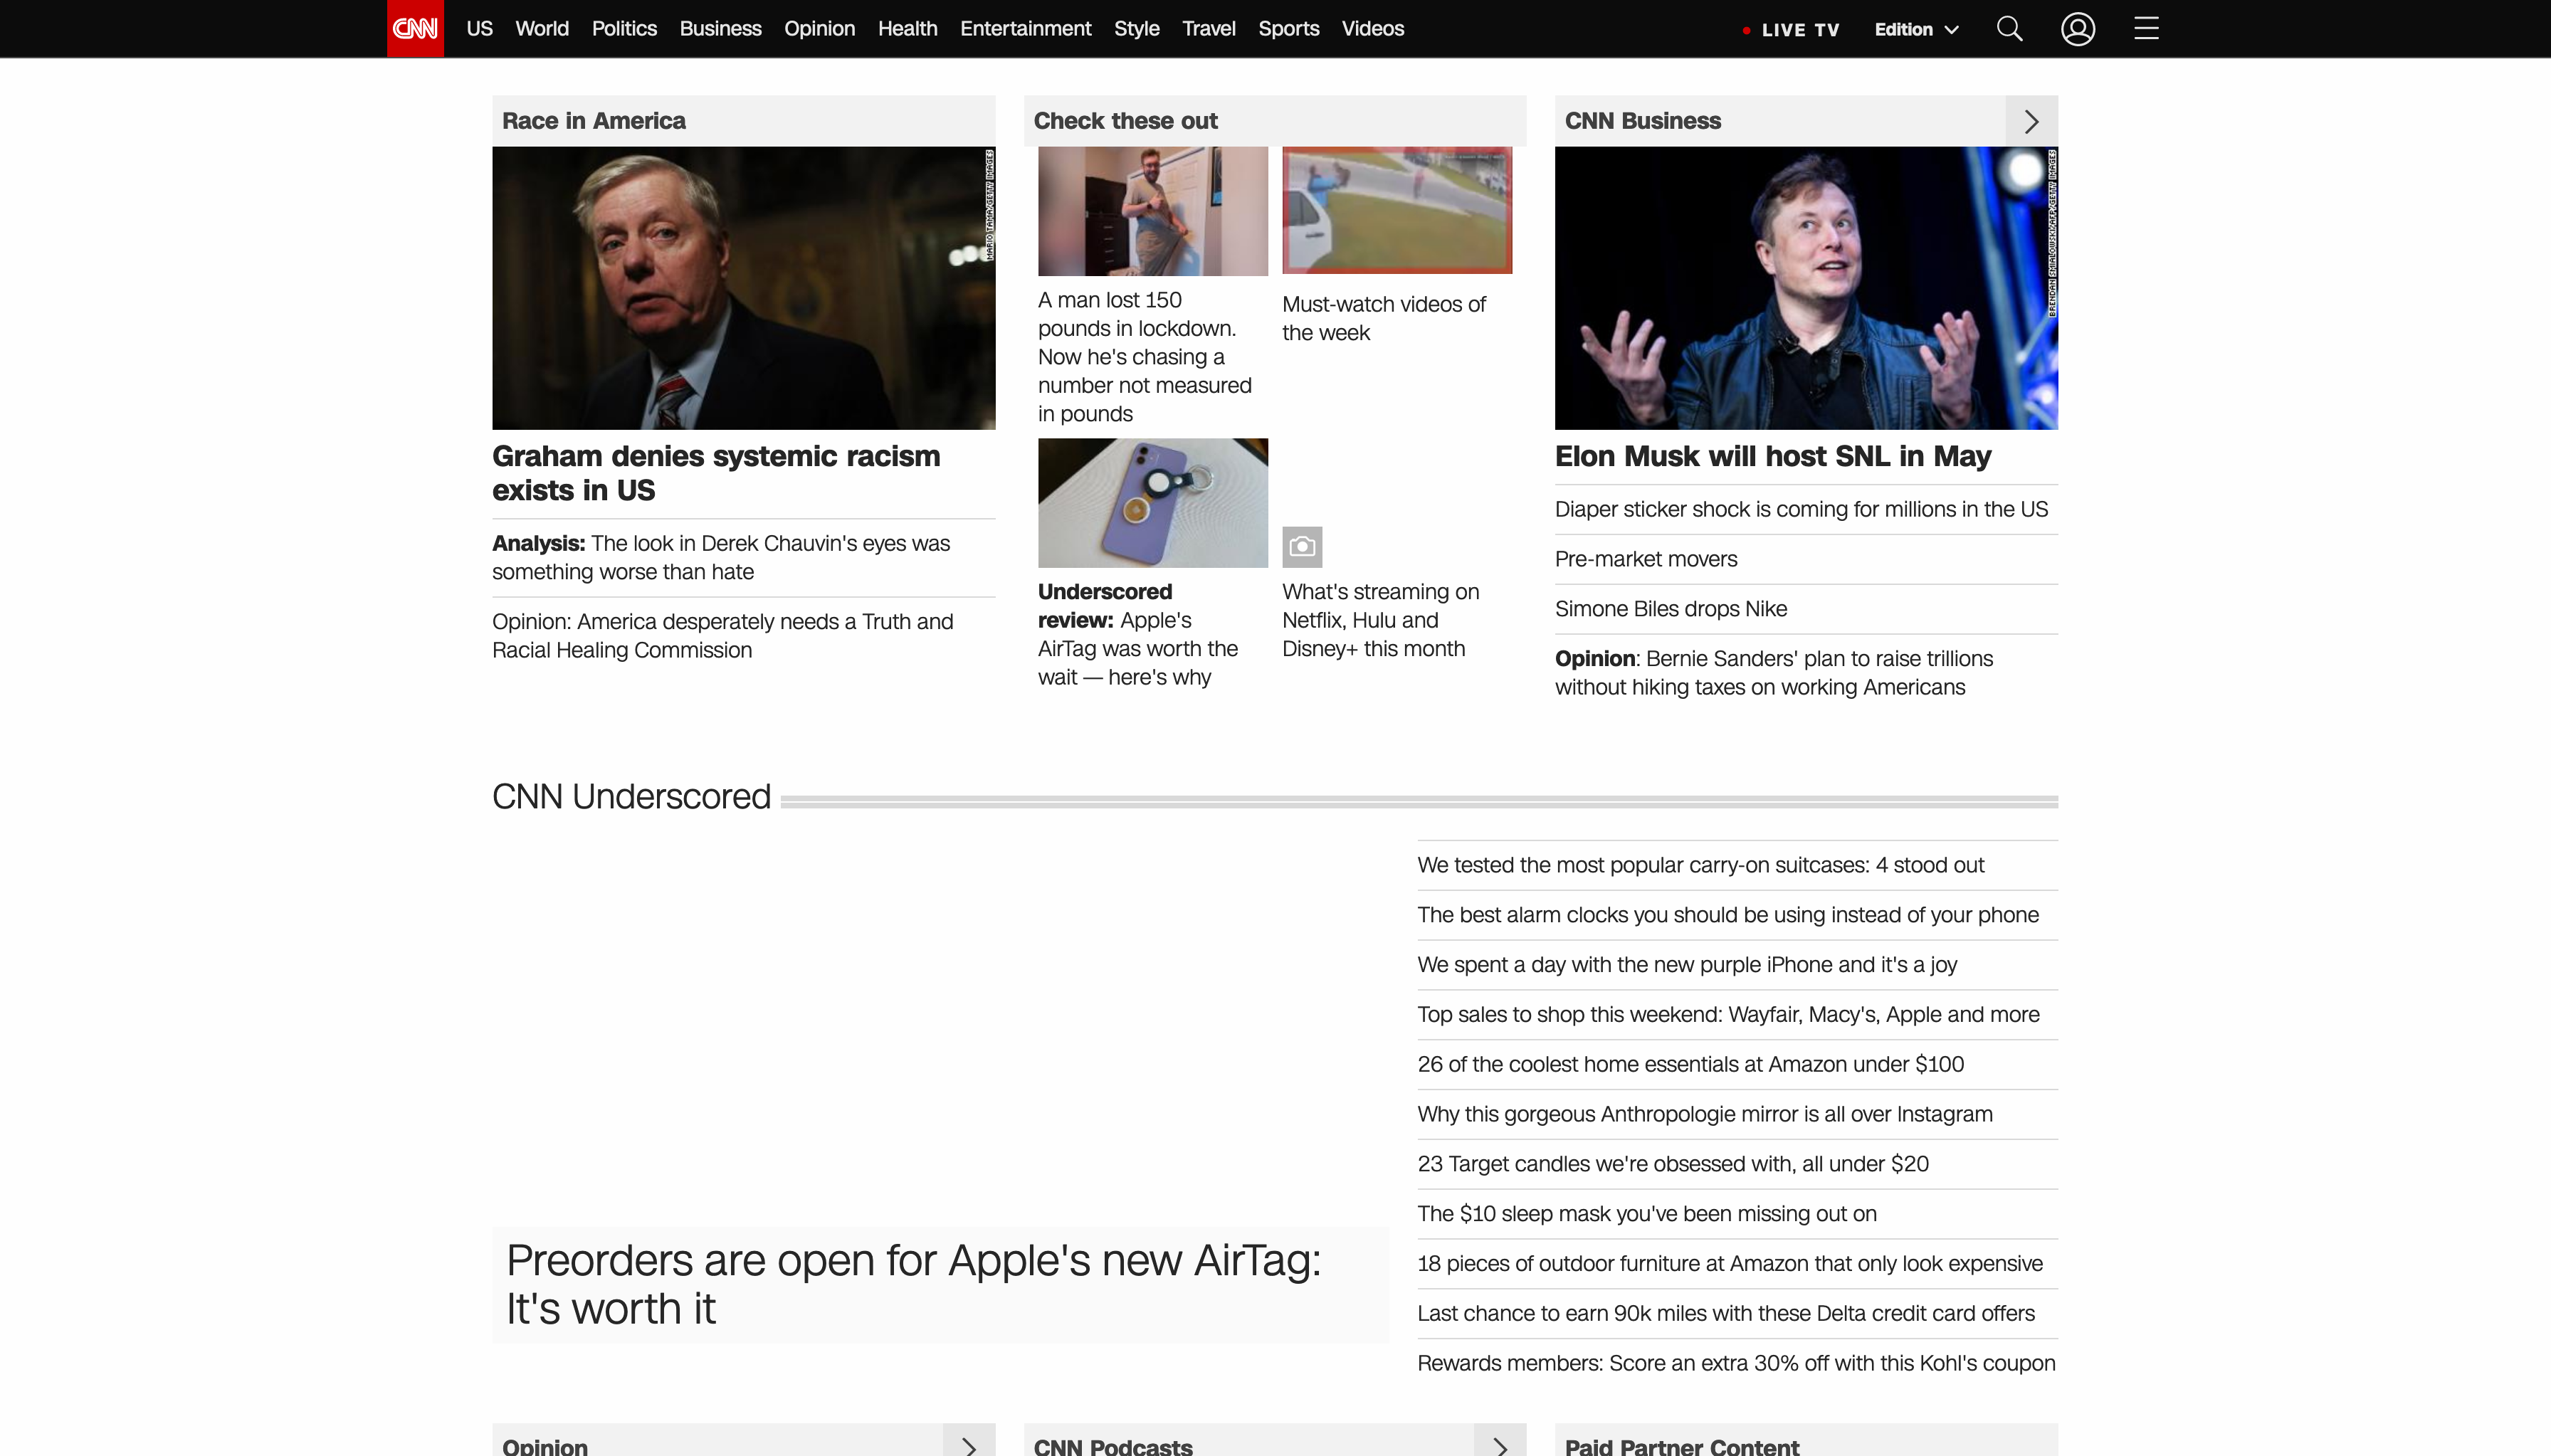 CNN US World Politics Business Opinion Health Entertainment Style Travel Sports Videos LIVE TV Edition
Race in America
MARIO TAMA/GETTY IMAGES
Graham denies systemic racism
exists in US
Analysis: The look in Derek Chauvin's eyes was
something worse than hate
Opinion: America desperately needs a Truth and
Racial Healing Commission
Check these out
A man lost 150
pounds in lockdown.
Now he's chasing a
number not measured
in pounds
Must-watch videos of
the week
Underscored
review: Apple's
AirTag was worth the
wait — here's why
What's streaming on
Netflix, Hulu and
Disney+ this month
CNN Business
BRENDAN SMIALOWSKI/AFP/GETTY IMAGES
Elon Musk will host SNL in May
Diaper sticker shock is coming for millions in the US
Pre-market movers
Simone Biles drops Nike
Opinion: Bernie Sanders' plan to raise trillions
without hiking taxes on working Americans
CNN Underscored
Preorders are open for Apple's new AirTag:
It's worth it
We tested the most popular carry-on suitcases: 4 stood out
The best alarm clocks you should be using instead of your phone
We spent a day with the new purple iPhone and it's a joy
Top sales to shop this weekend: Wayfair, Macy's, Apple and more
26 of the coolest home essentials at Amazon under $100
Why this gorgeous Anthropologie mirror is all over Instagram
23 Target candles we're obsessed with, all under $20
The $10 sleep mask you've been missing out on
18 pieces of outdoor furniture at Amazon that only look expensive
Last chance to earn 90k miles with these Delta credit card offers
Rewards members: Score an extra 30% off with this Kohl's coupon
Opinion
CNN Podcasts
Paid Partner Content